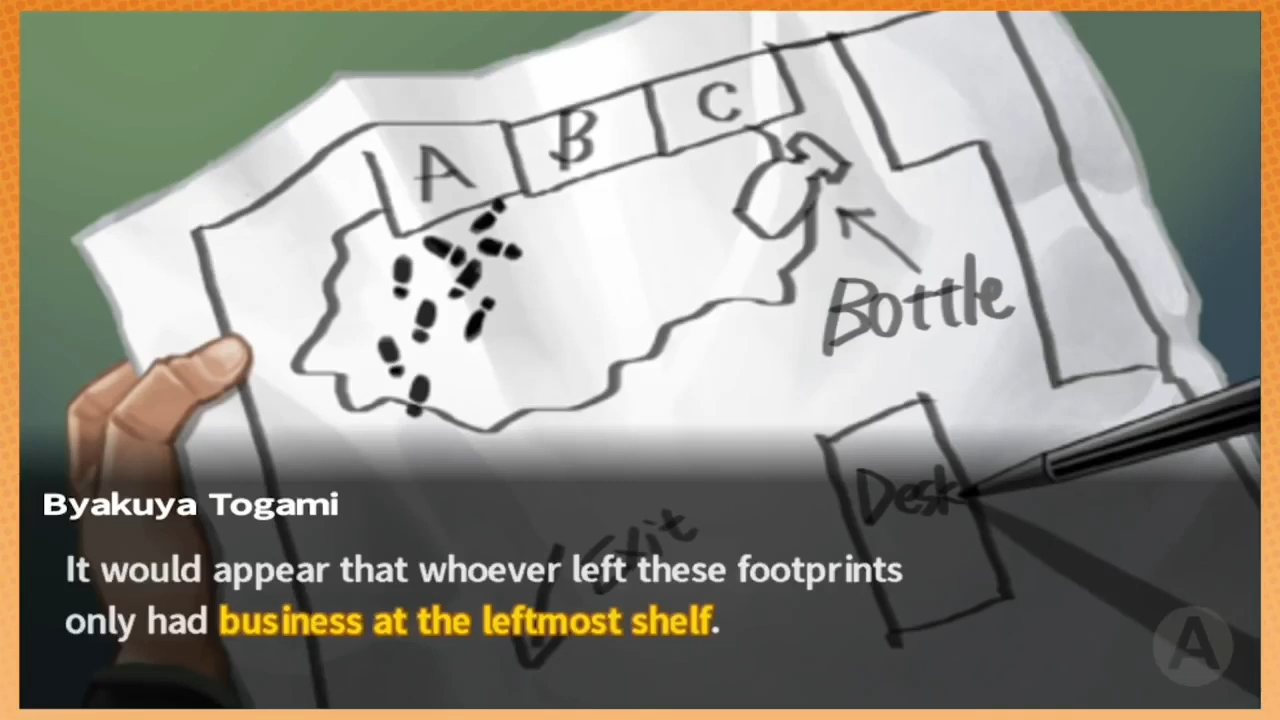 A
B
C
Bottle
Desk
Exit
Byakuya Togami
It would appear that whoever left these footprints
only had business at the leftmost shelf.
A